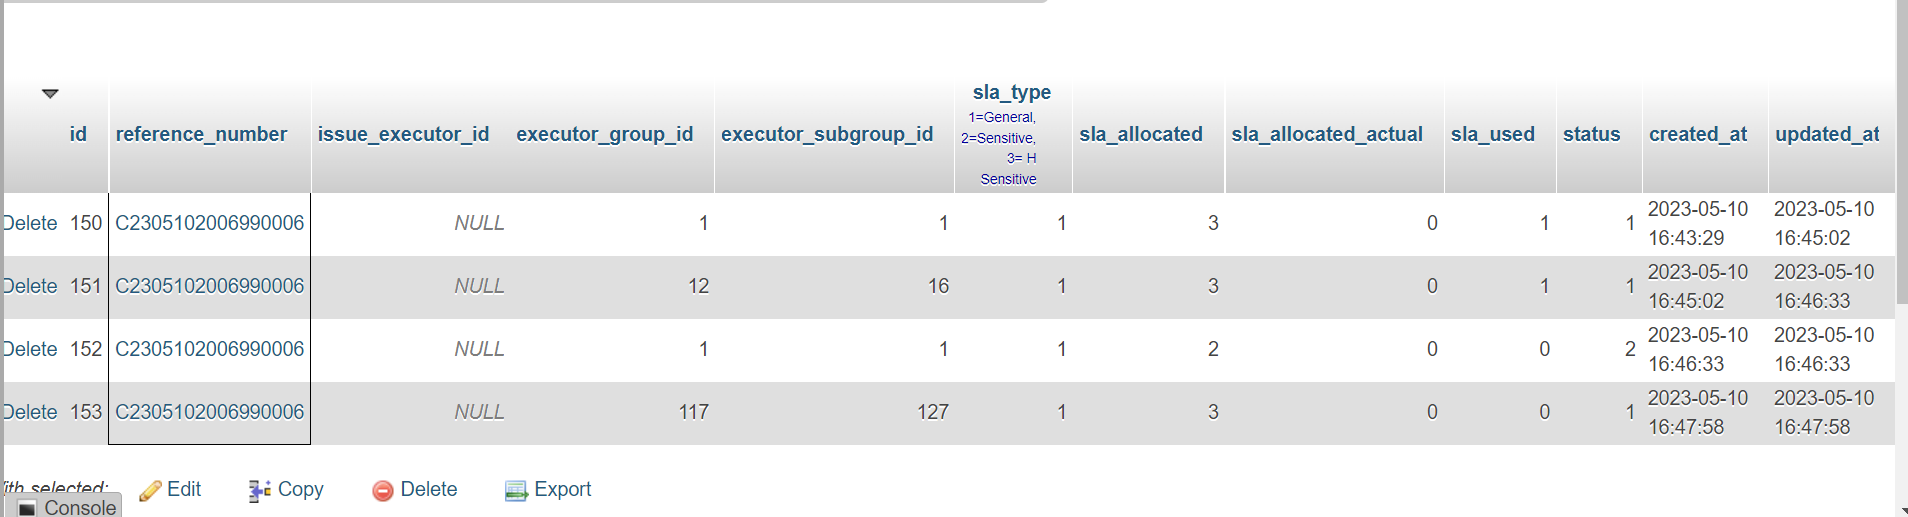 sla_type
1=General,
id reference_number issue_executor_id executor_group_id executor_subgroup_id 2=Sensitive, sla_allocated sla_allocated_actual sla_used status created_at updated_at
3= H
Sensitive
Delete 150 C2305102006990006 NULL 1 1 1 3 0 1 1 2023-05-10 2023-05-10
16:43:29 16:45:02
Delete 151 C2305102006990006 NULL 12 16 1 3 0 1 1 2023-05-10 2023-05-10
16:45:02 16:46:33
Delete 152 C2305102006990006 NULL 1 1 1 2 0 0 2 2023-05-10 2023-05-10
16:46:33 16:46:33
Delete 153 C2305102006990006 NULL 117 127 1 3 0 0 1 2023-05-10 2023-05-10
16:47:58 16:47:58
ith selected: Edit Copy Delete Export
Console